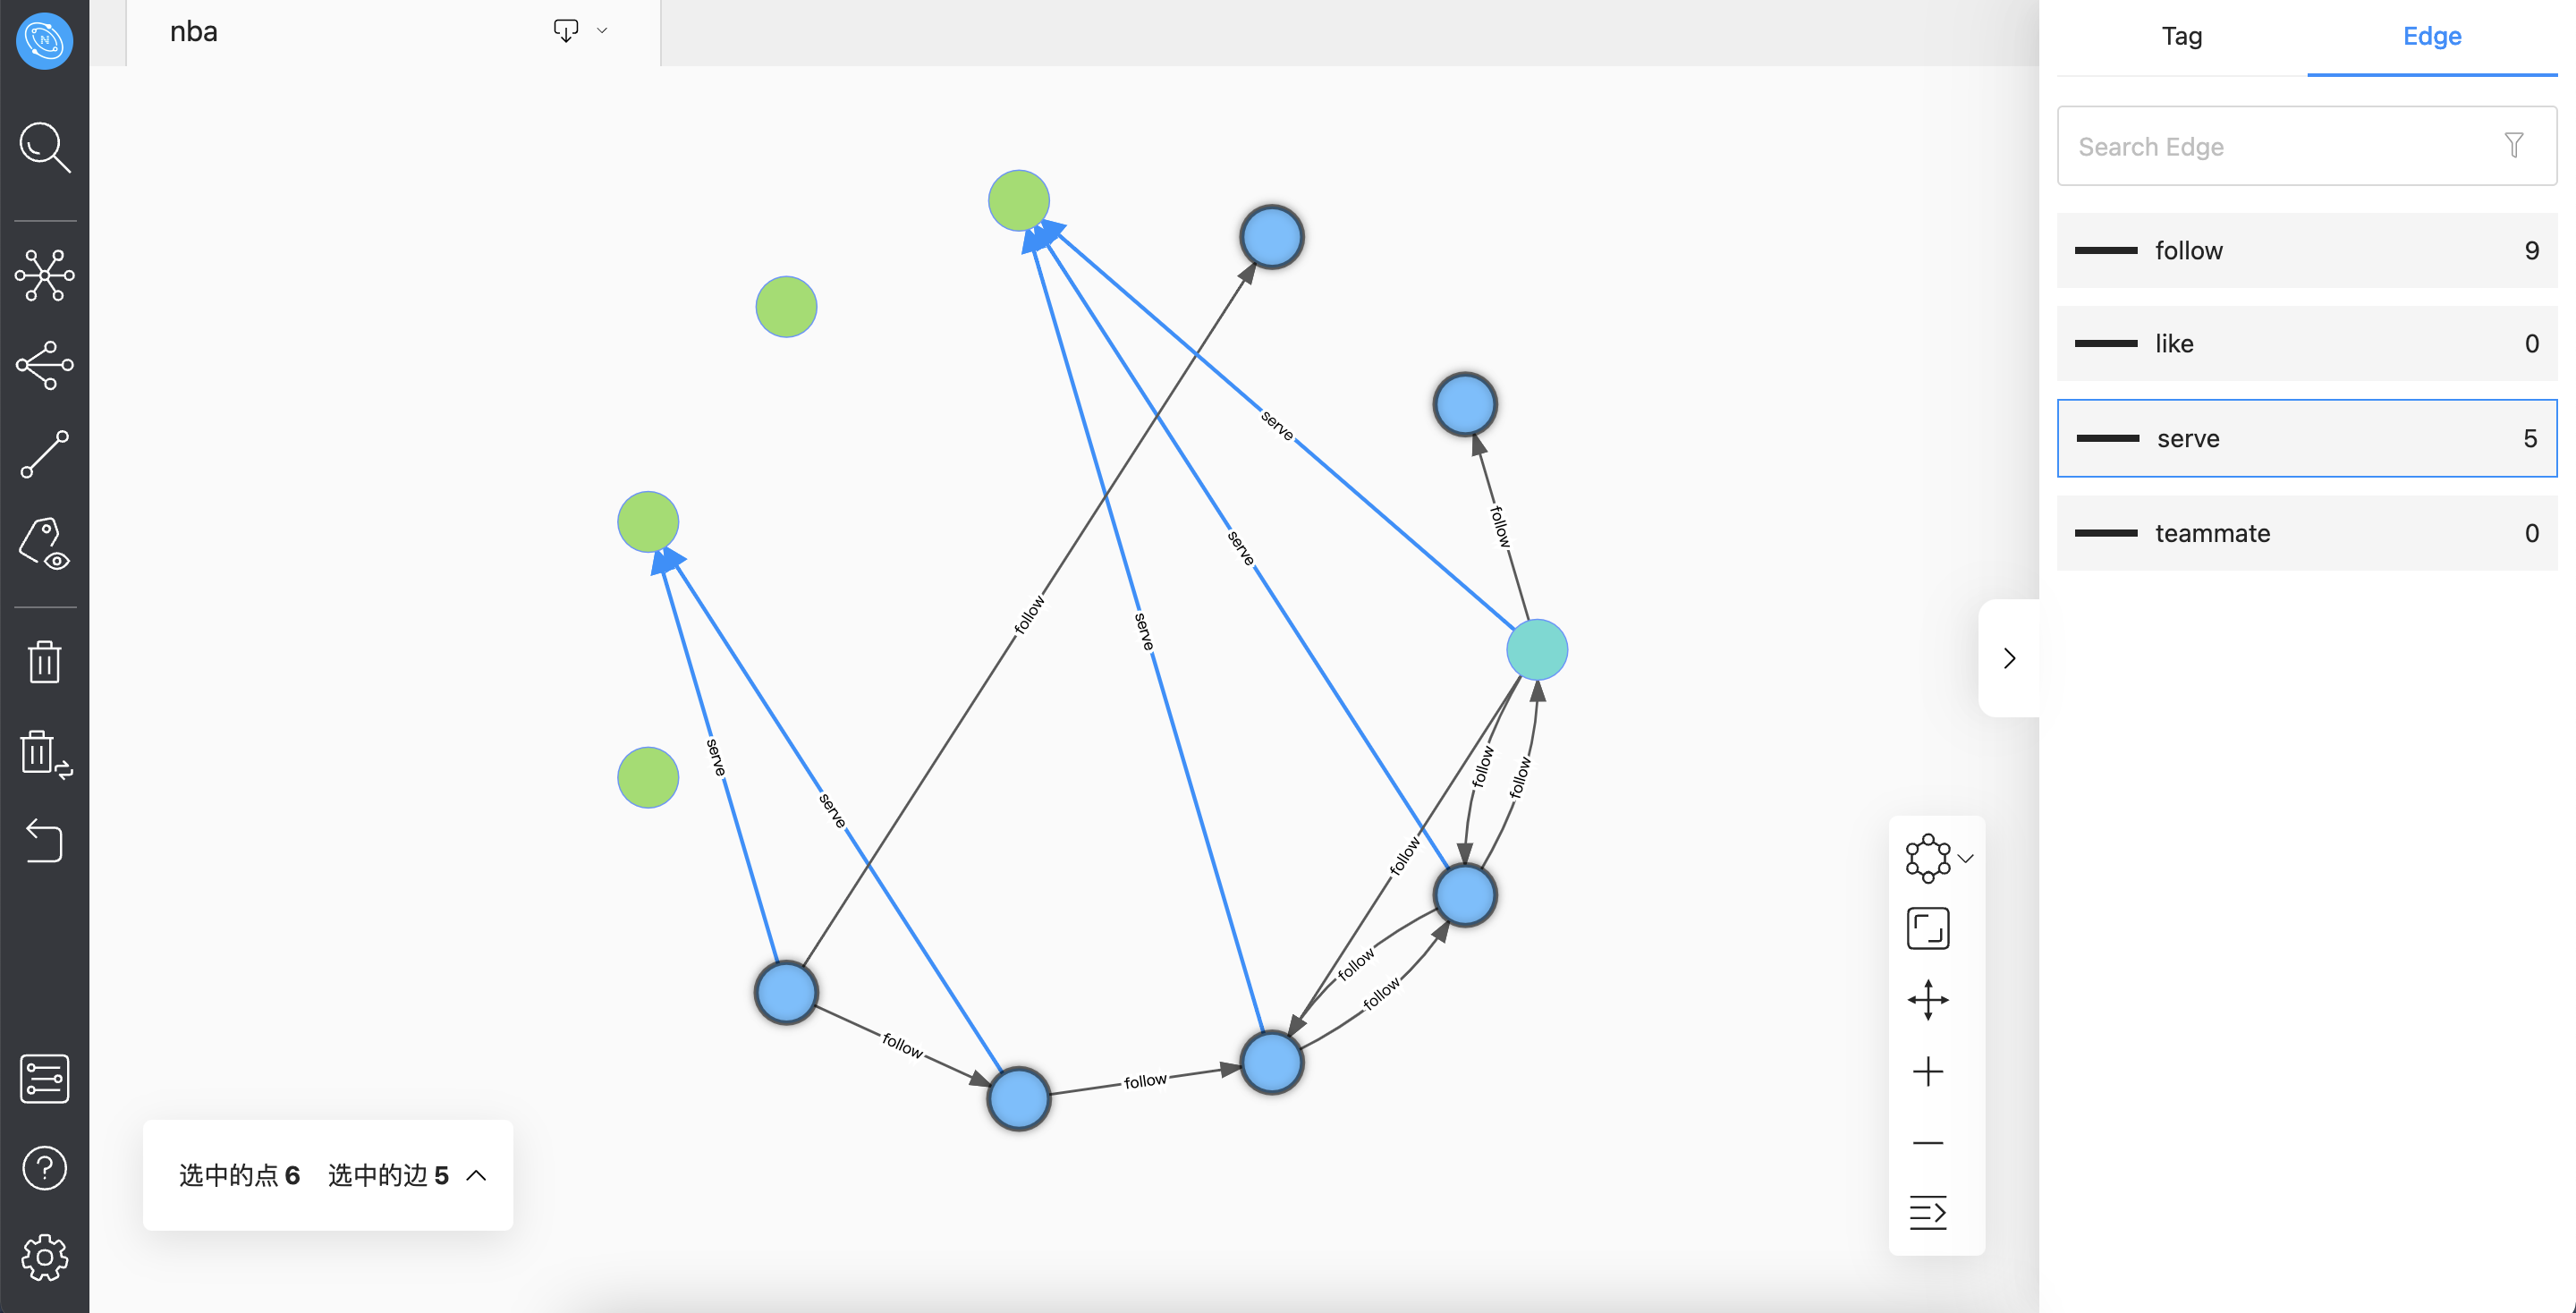 nba
Tag
Edge
Search Edge
follow 9
like 0
serve 5
teammate 0
serve
follow
serve
follow
serve
serve
follow
follow
serve
follow
follow
follow
follow
follow
选中的点 6 选中的边 5